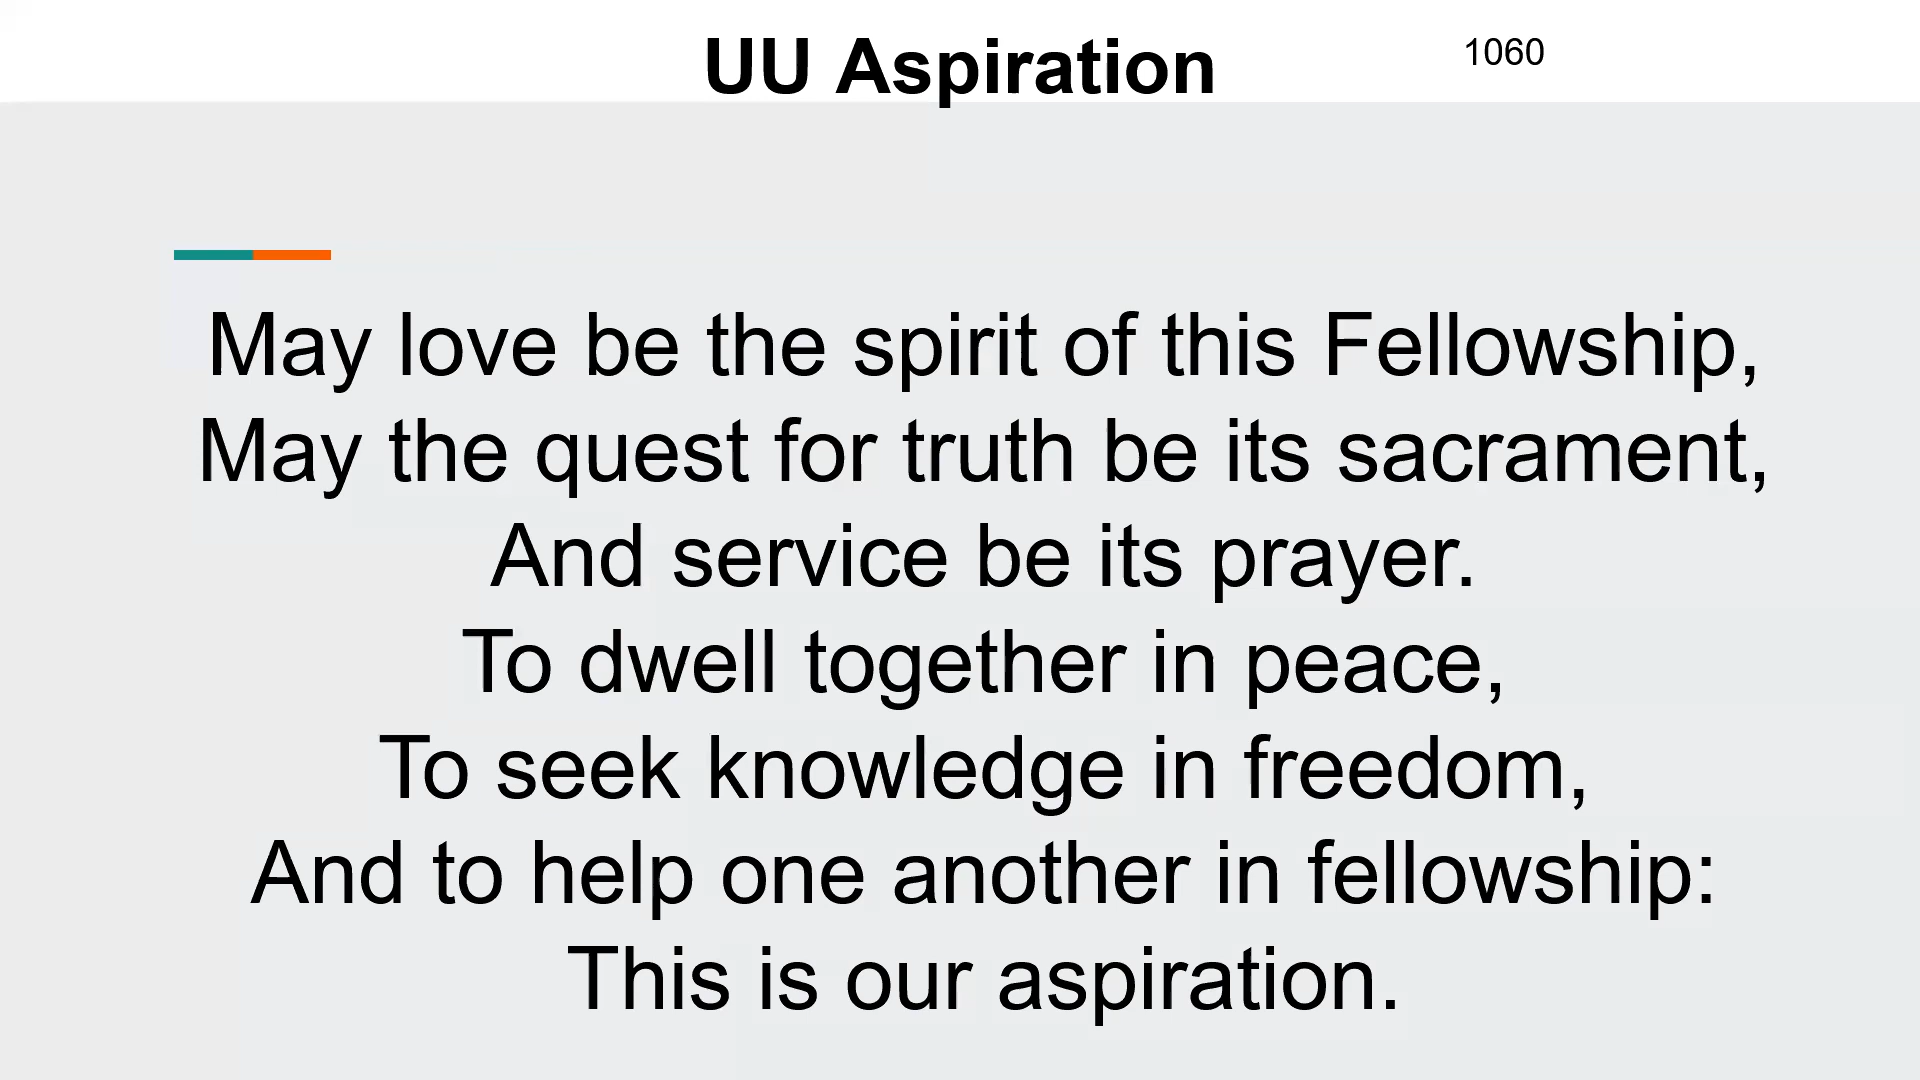 UU Aspiration 1060
May love be the spirit of this Fellowship,
May the quest for truth be its sacrament,
And service be its prayer.
To dwell together in peace,
To seek knowledge in freedom,
And to help one another in fellowship:
This is our aspiration.